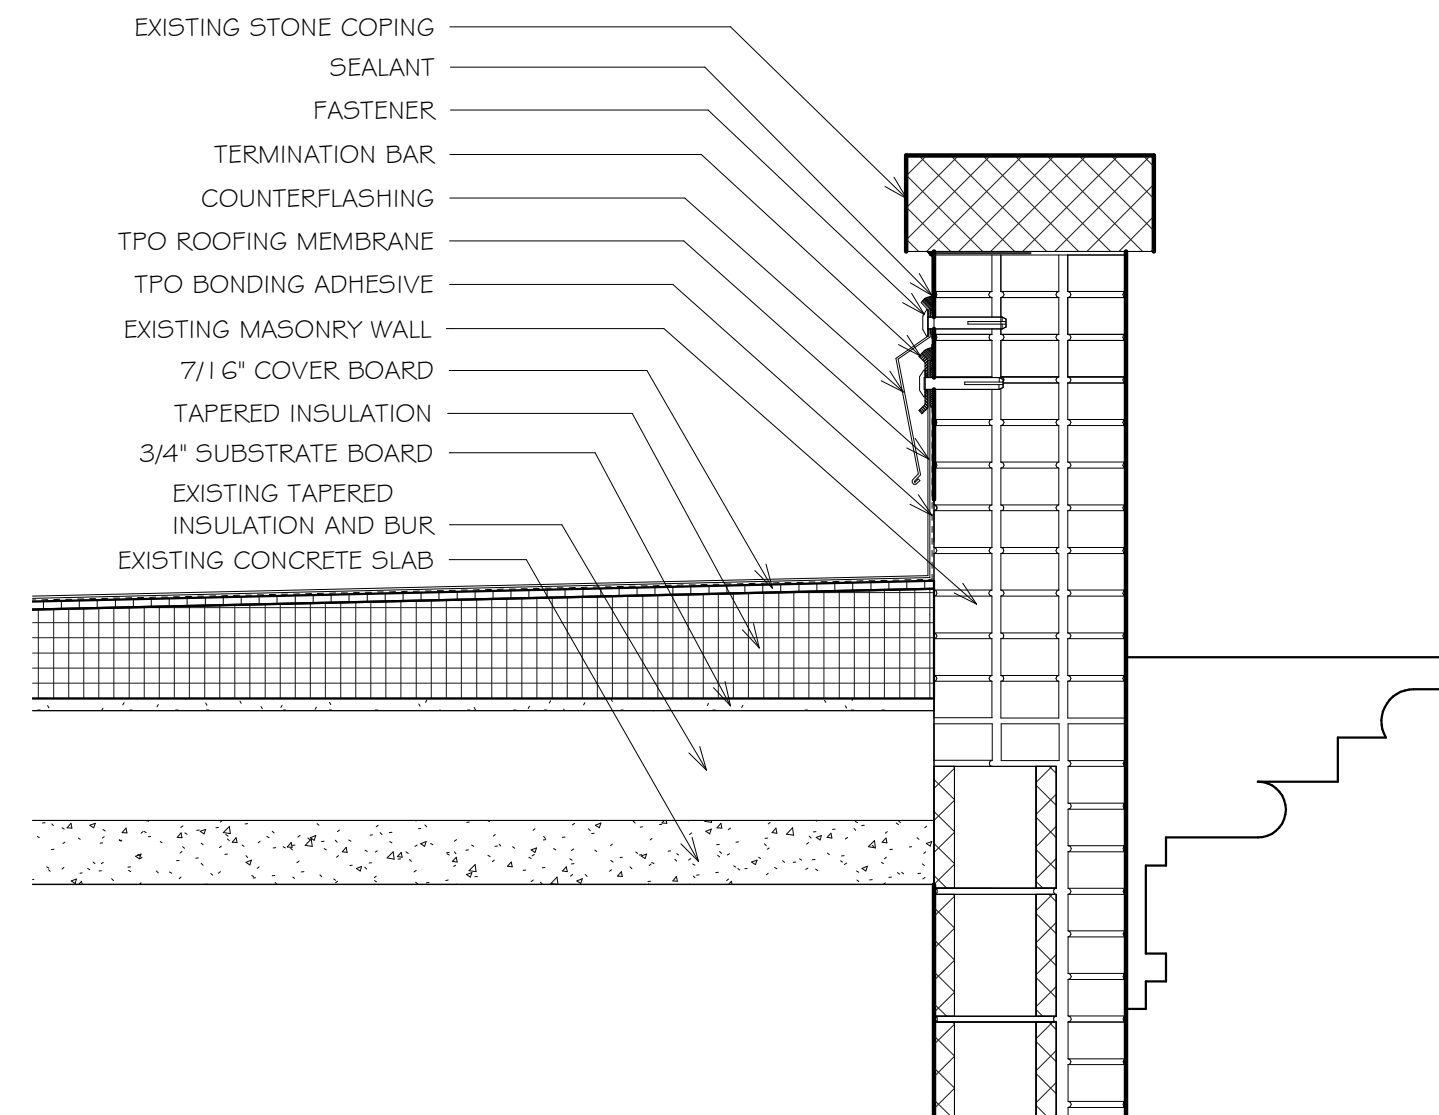 EXISTING STONE COPING
SEALANT
FASTENER
TERMINATION BAR
COUNTERFLASHING
TPO ROOFING MEMBRANE
TPO BONDING ADHESIVE
EXISTING MASONRY WALL
7/16" COVER BOARD
TAPERED INSULATION
3/4" SUBSTRATE BOARD
EXISTING TAPERED
INSULATION AND BUR
EXISTING CONCRETE SLAB